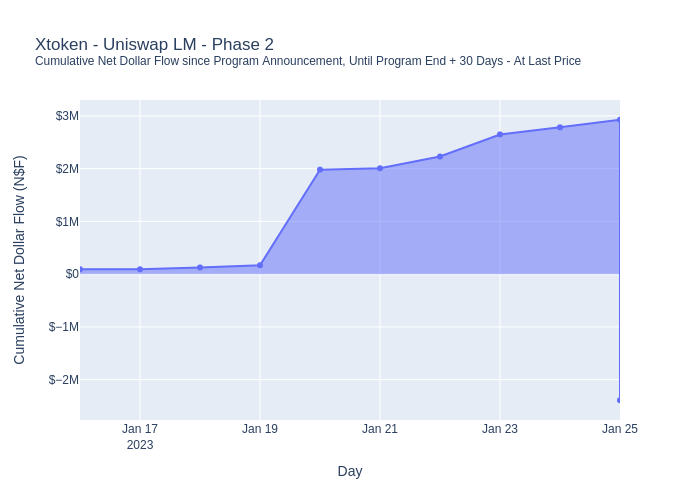 Xtoken - Uniswap LM - Phase 2
Cumulative Net Dollar Flow since Program Announcement, Until Program End + 30 Days - At Last Price
Cumulative Net Dollar Flow (N$F)
$3M
$2M
$1M
$0
$−1M
$−2M
Jan 17 Jan 19 Jan 21 Jan 23 Jan 25
2023
Day